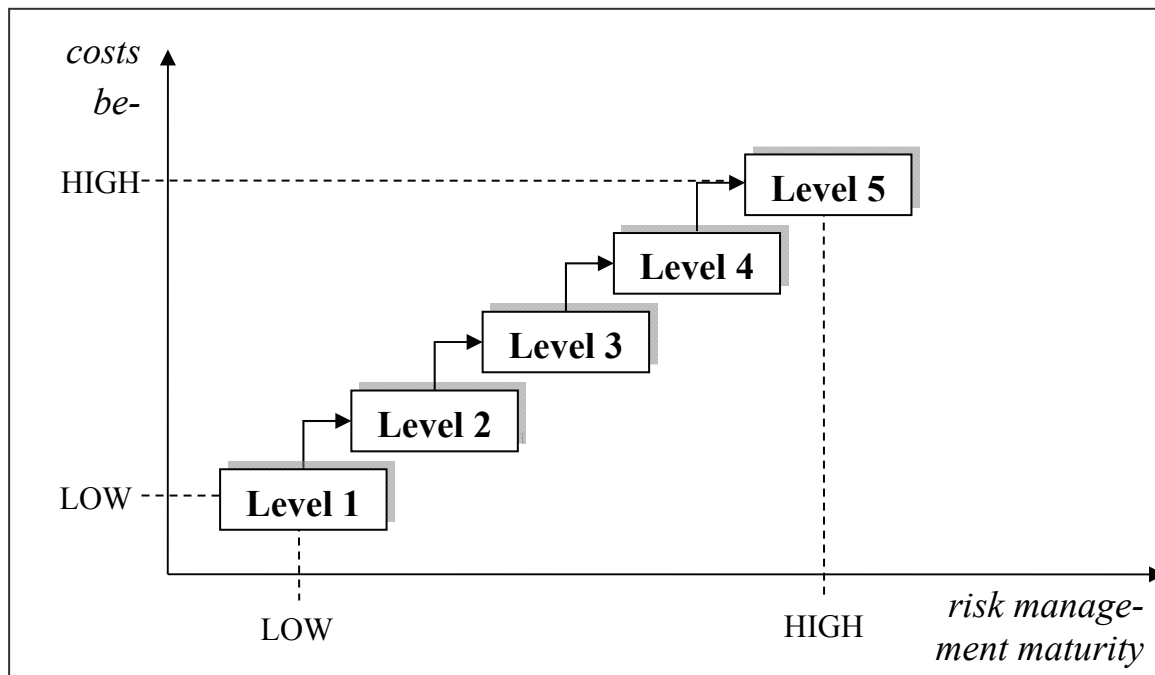 costs
be-
HIGH
Level 5
Level 4
Level 3
Level 2
Level 1
LOW
LOW
HIGH
risk manage-
ment maturity